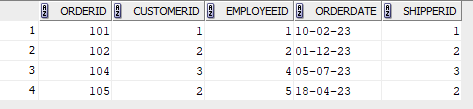 ORDERID CUSTOMERID EMPLOYEEID ORDERDATE SHIPPERID
1 101 1 1 10-02-23 1
2 102 2 2 01-12-23 2
3 104 3 4 05-07-23 3
4 105 2 5 18-04-23 2